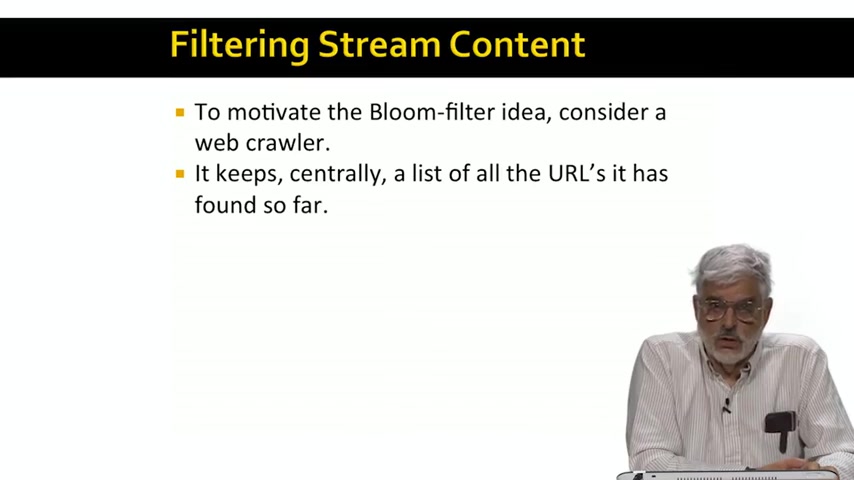 Filtering Stream Content
To motivate the Bloom-filter idea, consider a
web crawler.
It keeps, centrally, a list of all the URL’s it has
found so far.